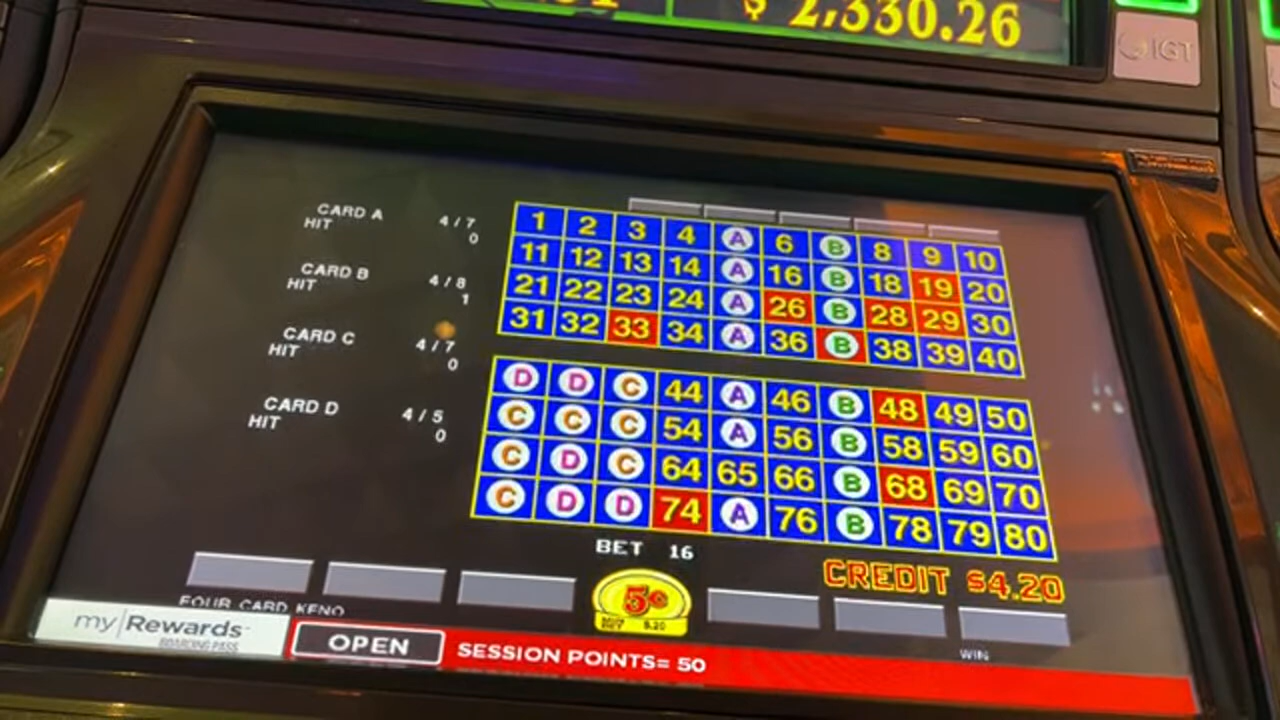 $ 2,330.26
IGT
CARD A 4/7
HIT 0
CARD B 4/8
HIT 1
CARD C 4/7
HIT 0
CARD D 4/5
HIT 0
1 2 3 4 A 6 B 8 9 10
11 12 13 14 A 16 B 18 19 20
21 22 23 24 A 26 B 28 29 30
31 32 33 34 A 36 B 38 39 40
D D C 44 A 46 B 48 49 50
C C C 54 A 56 B 58 59 60
C D C 64 65 66 B 68 69 70
C D D 74 A 76 B 78 79 80
BET 16
CREDIT $4.20
5¢
FOUR CARD KENO
WIN
my|Rewards
BOARDING PASS
OPEN
SESSION POINTS= 50